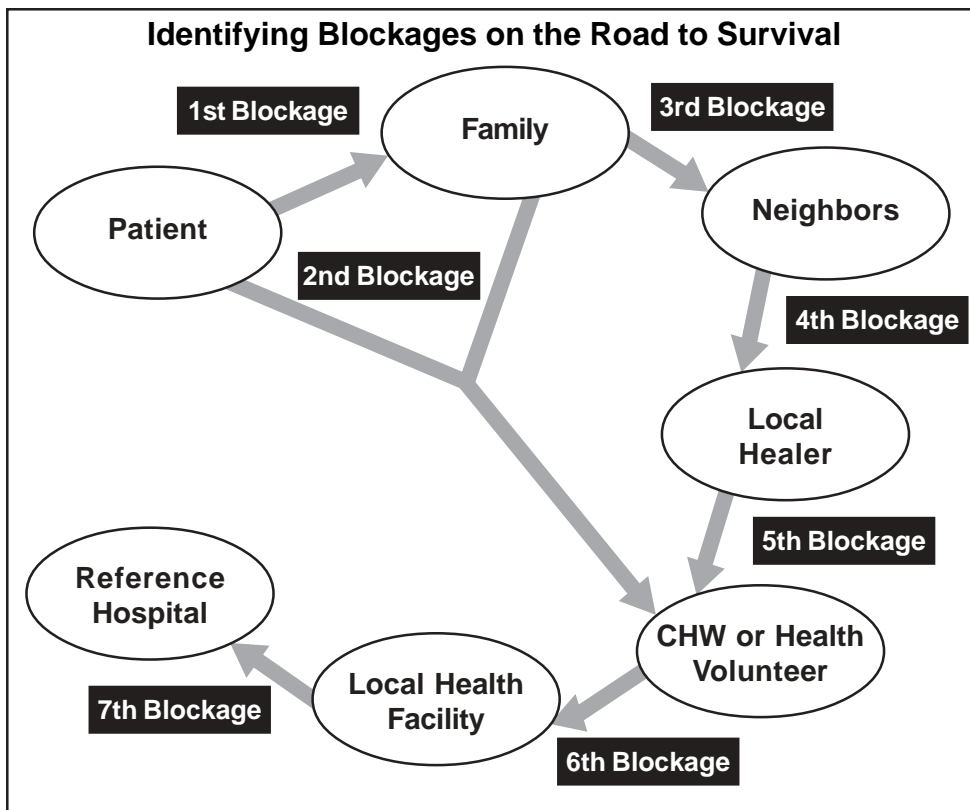 Identifying Blockages on the Road to Survival
1st Blockage
Family
3rd Blockage
Patient
Neighbors
2nd Blockage
4th Blockage
Local
Healer
5th Blockage
Reference
Hospital
CHW or Health
Volunteer
Local Health
Facility
7th Blockage
6th Blockage